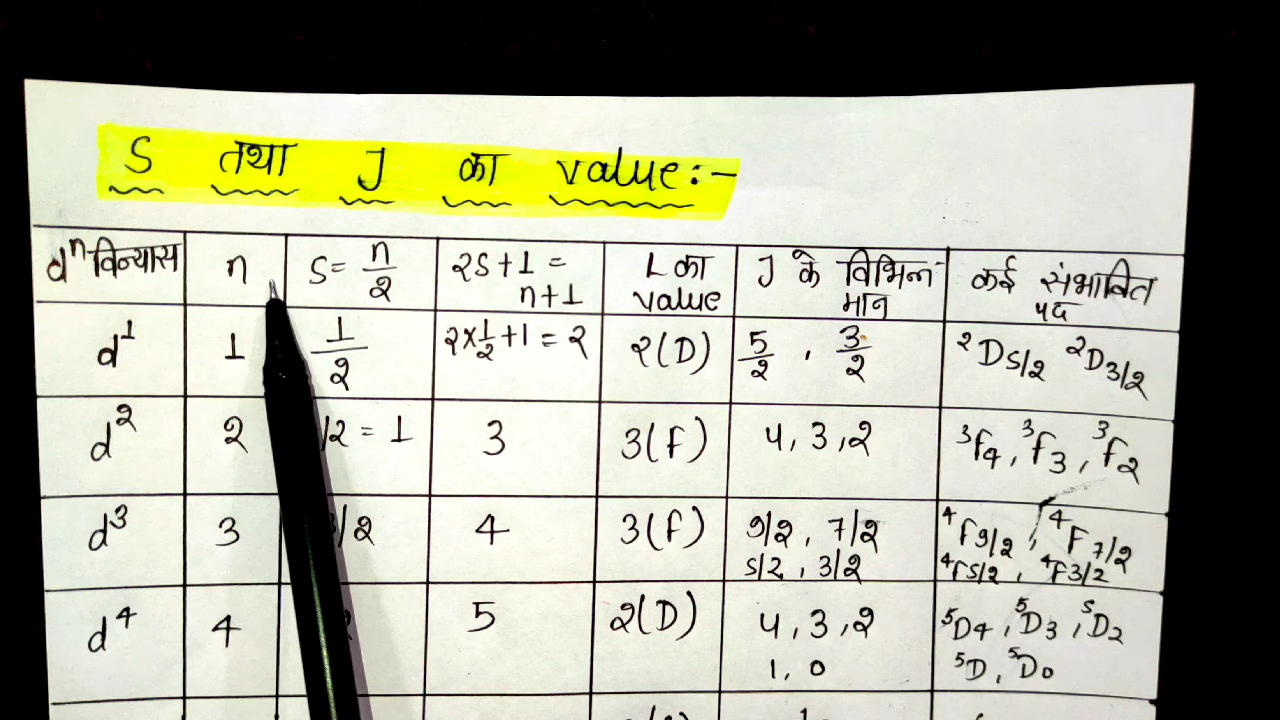 S तथा J का value:-
dⁿ विन्यास n S= n/2 2S+1 = n+1 L का value J के विभिन्न मान कई संभावित पद
d¹ 1 1/2 2×1/2+1 = 2 2(D) 5/2 , 3/2 ²D5/2 ²D3/2
d² 2 /2 = 1 3 3(f) 4, 3, 2 ³f4, ³f3, ³f2
d³ 3 3/2 4 3(f) 9/2, 7/2 ⁴F9/2, ⁴F7/2
5/2, 3/2 ⁴f5/2, ⁴f3/2
d⁴ 4 5 2(D) 4, 3, 2 ⁵D4, ⁵D3, ⁵D2
1, 0 ⁵D, ⁵D0